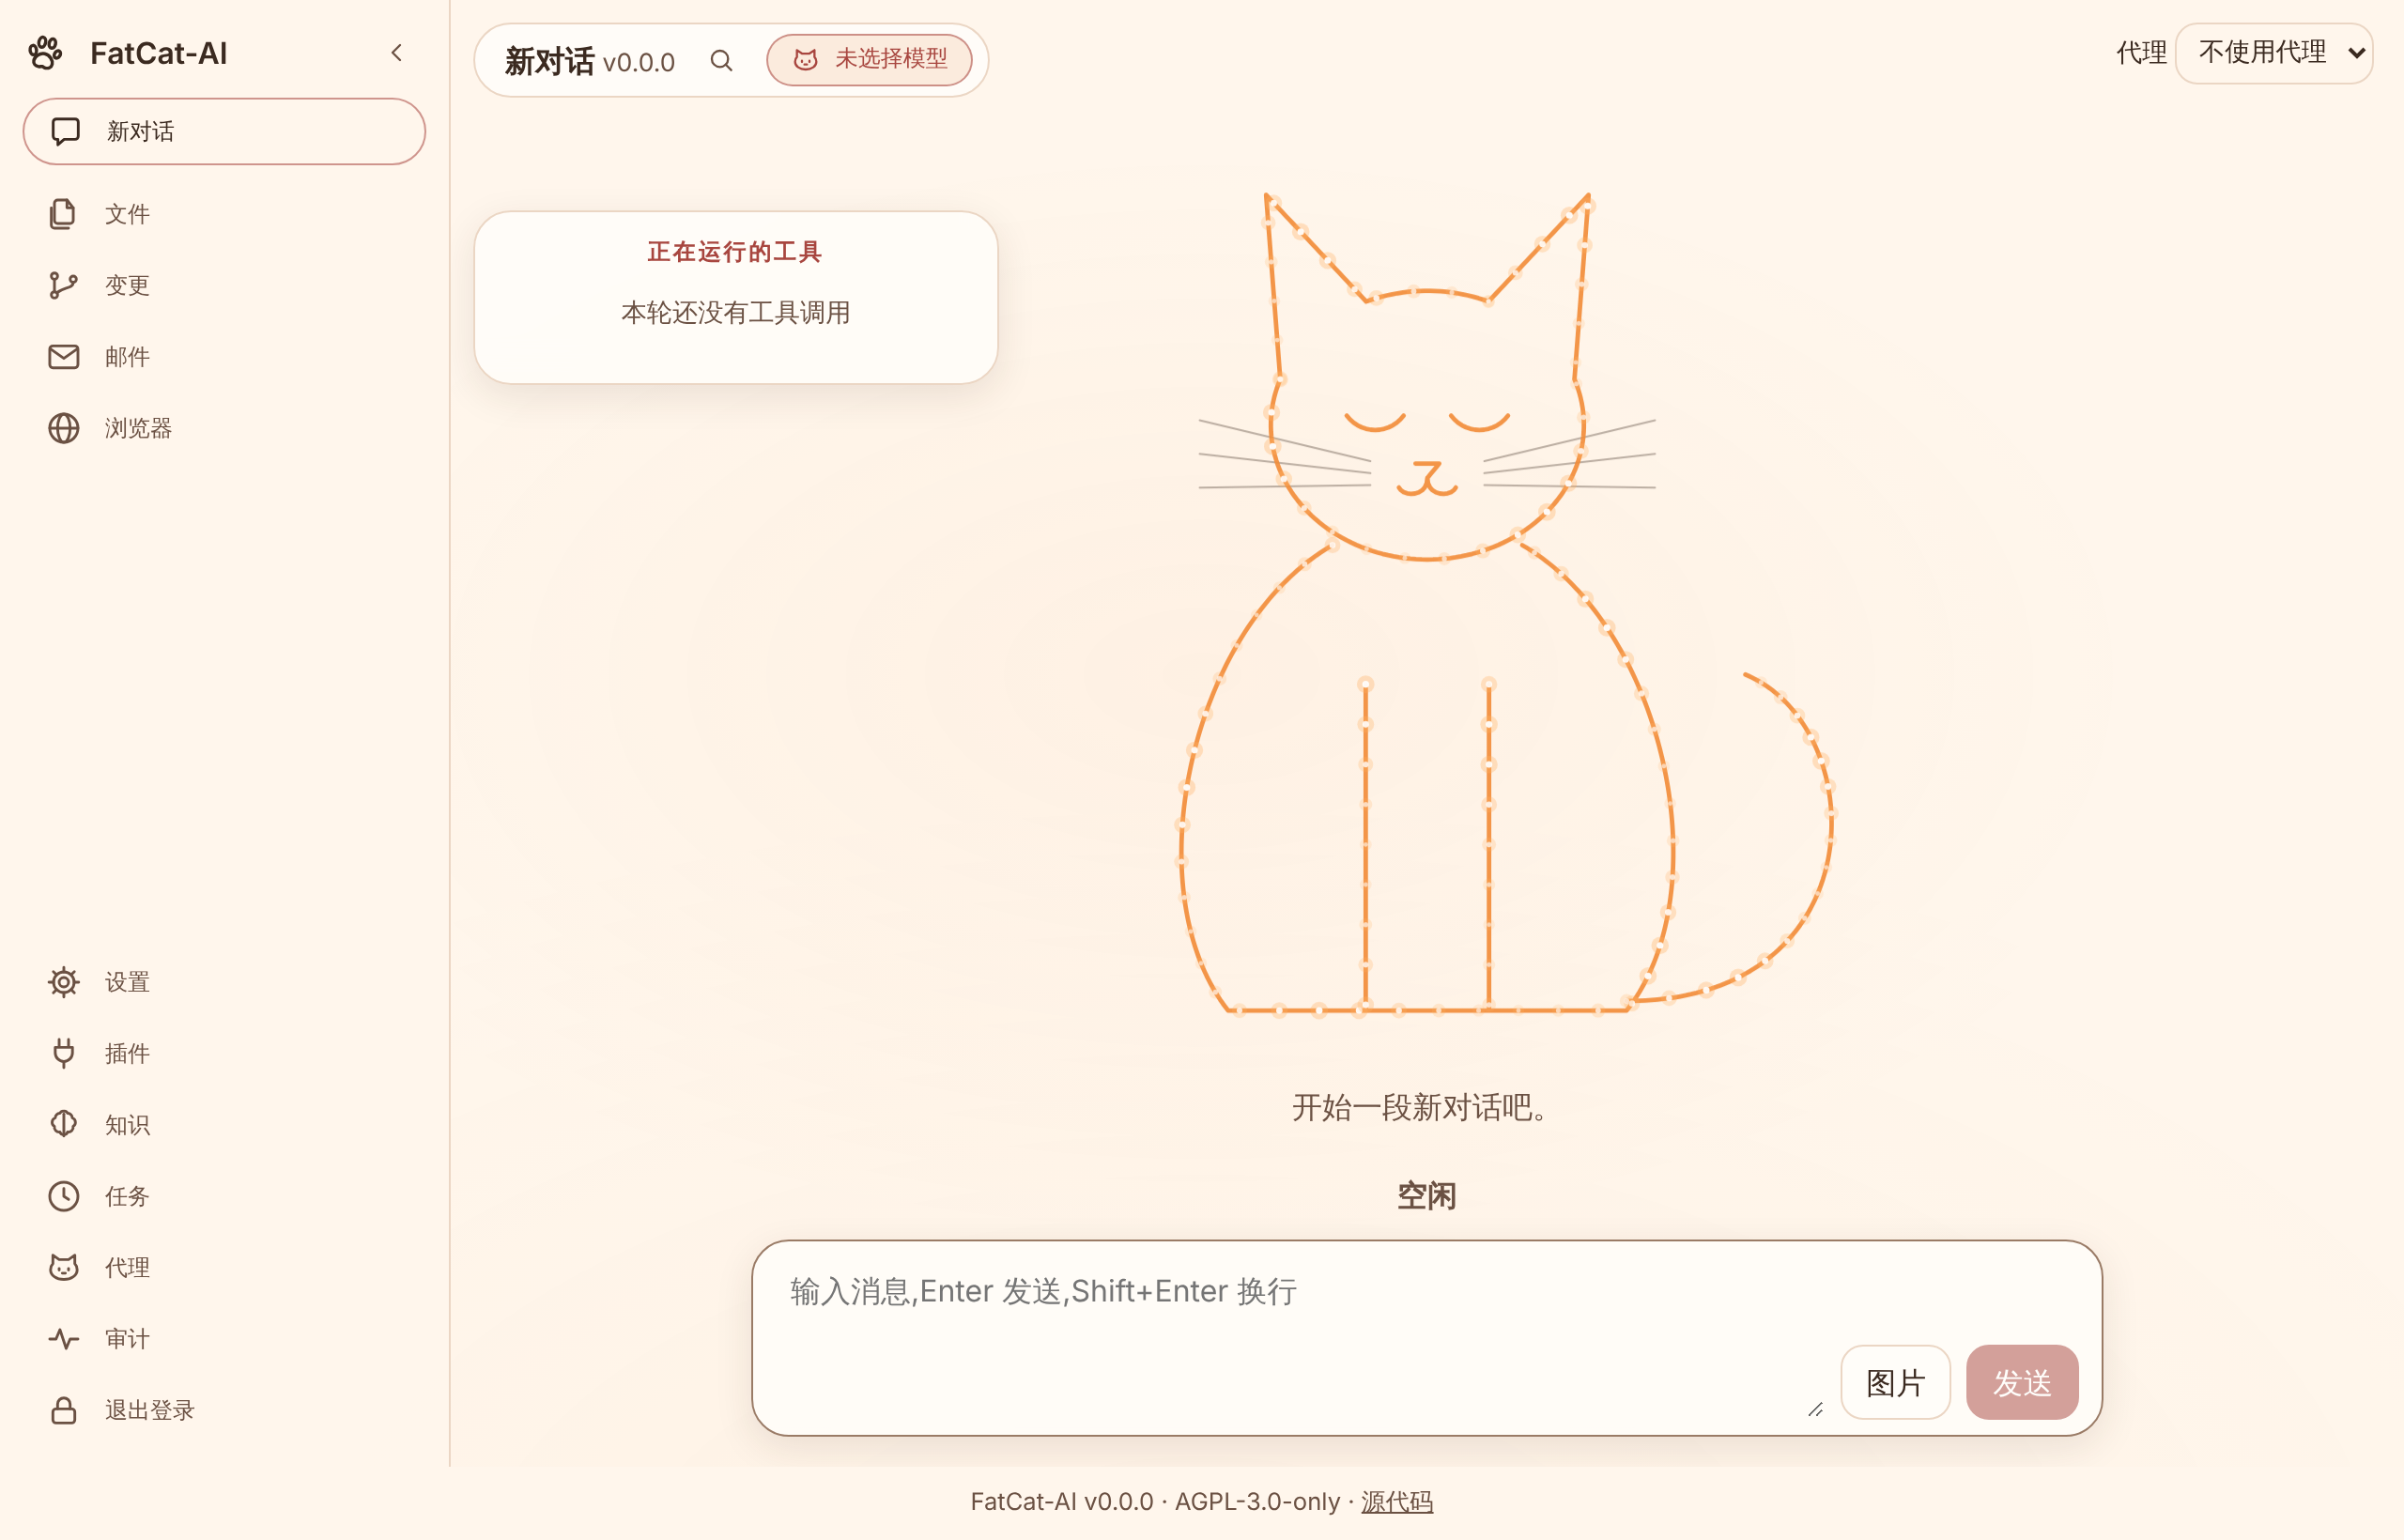 FatCat-AI
新对话
文件
变更
邮件
浏览器
设置
插件
知识
任务
代理
审计
退出登录
新对话 v0.0.0
未选择模型
代理
不使用代理
正在运行的工具
本轮还没有工具调用
开始一段新对话吧。
空闲
输入消息,Enter 发送,Shift+Enter 换行
图片
发送
FatCat-AI v0.0.0 · AGPL-3.0-only · 源代码